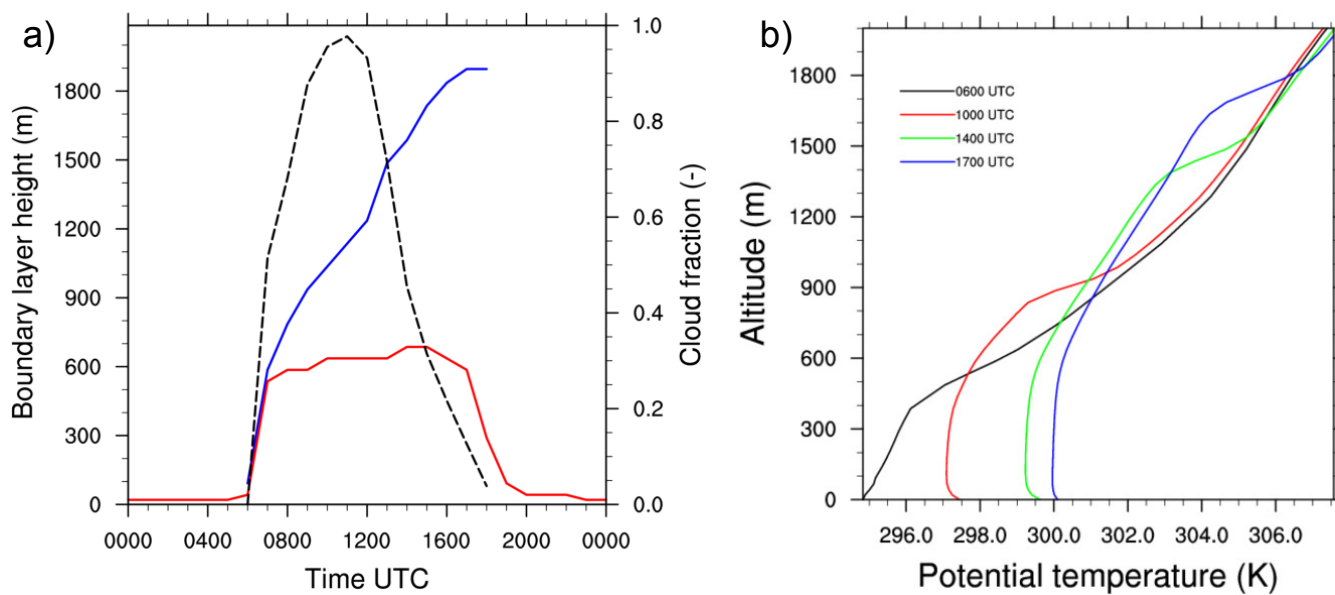 a)
Boundary layer height (m)
1800
1500
1200
900
600
300
0
0000 0400 0800 1200 1600 2000 0000
Time UTC
1.0
0.8
0.6
0.4
0.2
0.0
Cloud fraction (-)
b)
Altitude (m)
1800
1500
1200
900
600
300
0
0600 UTC
1000 UTC
1400 UTC
1700 UTC
296.0 298.0 300.0 302.0 304.0 306.0
Potential temperature (K)